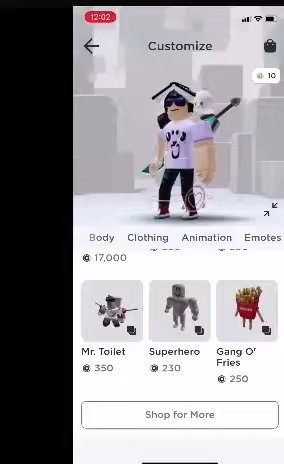 12:02
Customize
10
Body Clothing Animation Emotes
17,000
Mr. Toilet Superhero Gang O'
Fries
350 230
250
Shop for More